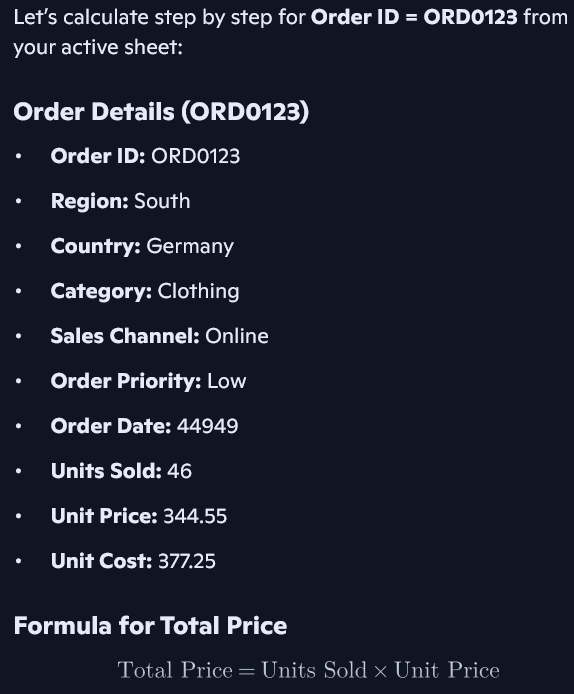 Let's calculate step by step for Order ID = ORD0123 from
your active sheet:
Order Details (ORD0123)
• Order ID: ORD0123
• Region: South
• Country: Germany
• Category: Clothing
• Sales Channel: Online
• Order Priority: Low
• Order Date: 44949
• Units Sold: 46
• Unit Price: 344.55
• Unit Cost: 377.25
Formula for Total Price
Total Price = Units Sold × Unit Price